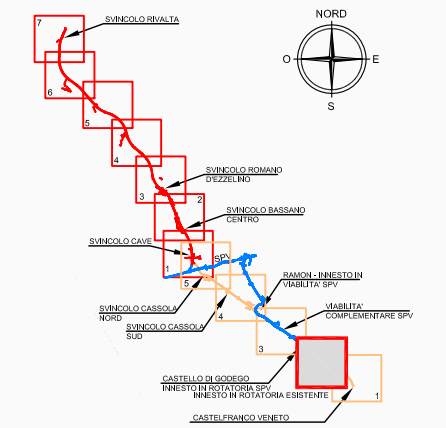 NORD
7
SVINCOLO RIVALTA
O
E
6
S
5
4
SVINCOLO ROMANO
D'EZZELINO
3
2
SVINCOLO BASSANO
CENTRO
SVINCOLO CAVE
SPV
1
5
RAMON - INNESTO IN
VIABILITA' SPV
SVINCOLO CASSOLA
NORD
4
VIABILITA'
COMPLEMENTARE SPV
SVINCOLO CASSOLA
SUD
3
CASTELLO DI GODEGO
INNESTO IN ROTATORIA SPV
INNESTO IN ROTATORIA ESISTENTE
1
CASTELFRANCO VENETO